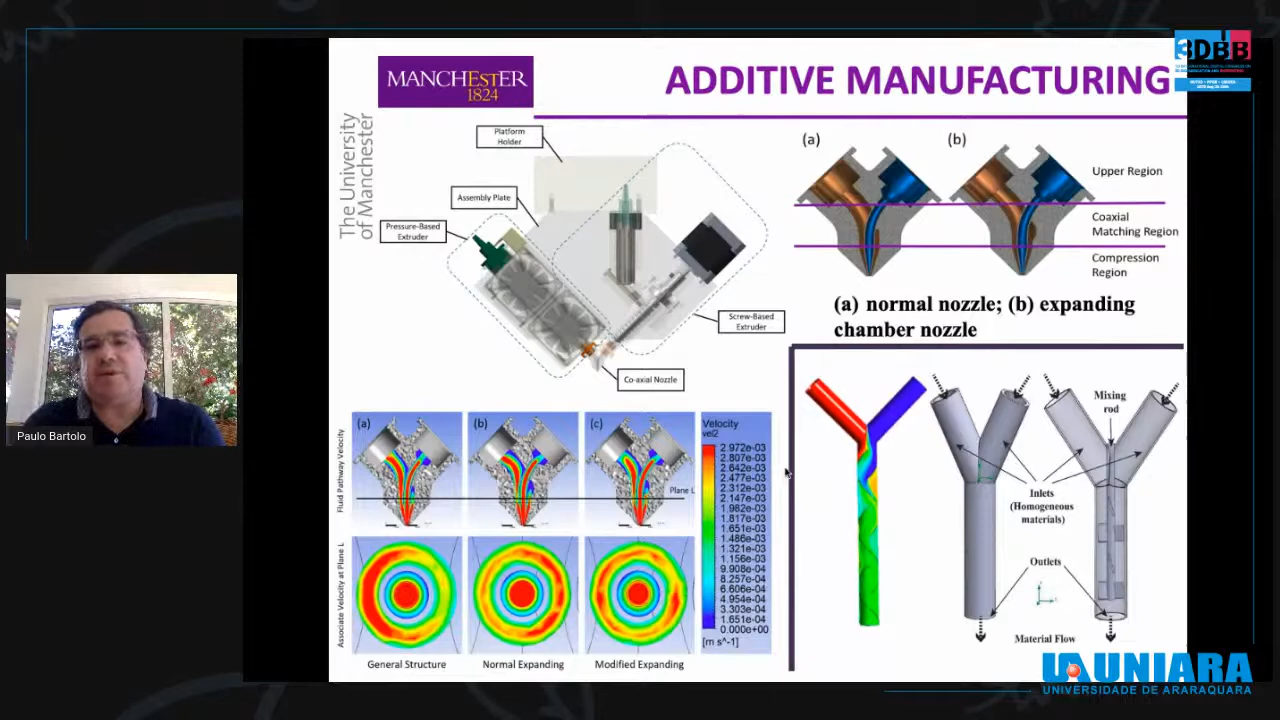 MANCHESTER
1824
The University
of Manchester
ADDITIVE MANUFACTURING
3DBB
Platform
Holder
Assembly Plate
Pressure-Based
Extruder
Screw-Based
Extruder
Co-axial Nozzle
(a)
(b)
Upper Region
Coaxial
Matching Region
Compression
Region
(a) normal nozzle; (b) expanding
chamber nozzle
Paulo Bartolo
Fluid Pathway Velocity
(a)
(b)
(c)
Plane L
Associate Velocity at Plane L
General Structure
Normal Expanding
Modified Expanding
Velocity
vel2
2.972e-03
2.807e-03
2.642e-03
2.477e-03
2.312e-03
2.147e-03
1.982e-03
1.817e-03
1.651e-03
1.486e-03
1.321e-03
1.156e-03
9.908e-04
8.257e-04
6.606e-04
4.954e-04
3.303e-04
1.651e-04
0.000e+00
[m s^-1]
Mixing
rod
Inlets
(Homogeneous
materials)
Outlets
Material Flow
UNIARA
UNIVERSIDADE DE ARARAQUARA